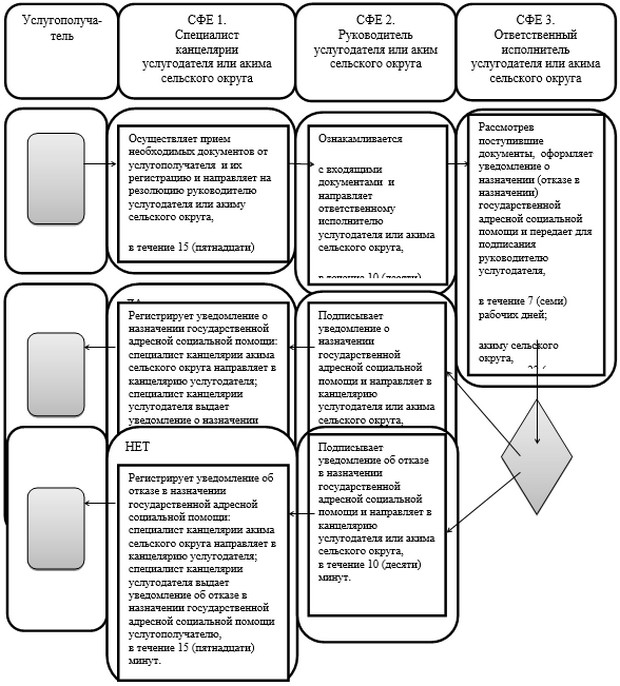 Услугополуча-
тель
СФЕ 1.
Специалист
канцелярии
услугодателя или акима
сельского округа
СФЕ 2.
Руководитель
услугодателя или аким
сельского округа
СФЕ 3.
Ответственный
исполнитель
услугодателя или акима
сельского округа
Осуществляет прием
необходимых документов от
услугополучателя и их
регистрацию и направляет на
резолюцию руководителю
услугодателя или акиму
сельского округа,
в течение 15 (пятнадцати)
Ознакамливается
с входящими
документами и
направляет
ответственному
исполнителю
услугодателя или акима
сельского округа,
в течение 10 (десяти)
Рассмотрев
поступившие
документы, оформляет
уведомление о
назначении (отказе в
назначении)
государственной
адресной социальной
помощи и передает для
подписания
руководителю
услугодателя,
в течение 7 (семи)
рабочих дней;
акиму сельского
округа,
Регистрирует уведомление о
назначении государственной
адресной социальной помощи:
специалист канцелярии акима
сельского округа направляет в
канцелярию услугодателя;
специалист канцелярии
услугодателя выдает
уведомление о назначении
Подписывает
уведомление о
назначении
государственной
адресной социальной
помощи и направляет в
канцелярию
услугодателя или акима
сельского округа,
НЕТ
Регистрирует уведомление об
отказе в назначении
государственной адресной
социальной помощи:
специалист канцелярии акима
сельского округа направляет в
канцелярию услугодателя;
специалист канцелярии
услугодателя выдает
уведомление об отказе в
назначении государственной
адресной социальной помощи
услугополучателю,
в течение 15 (пятнадцати)
минут.
Подписывает
уведомление об отказе
в назначении
государственной
адресной социальной
помощи и направляет в
канцелярию
услугодателя или акима
сельского округа,
в течение 10 (десяти)
минут.